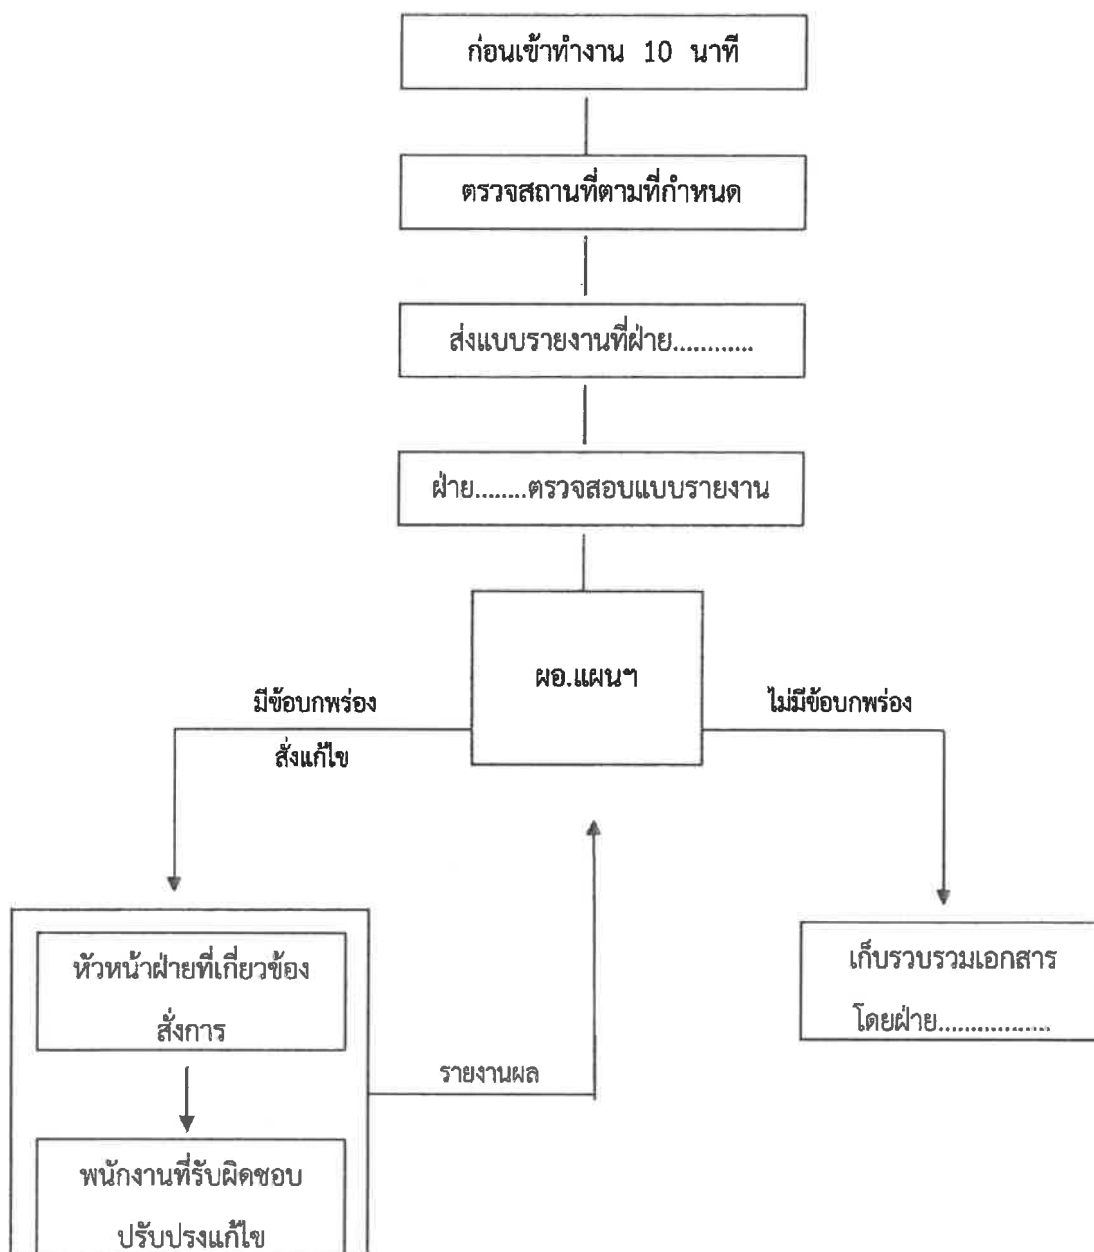 ก่อนเข้าทำงาน 10 นาที
ตรวจสถานที่ตามที่กำหนด
ส่งแบบรายงานที่ฝ่าย............
ฝ่าย........ตรวจสอบแบบรายงาน
ผอ.แผนฯ
มีข้อบกพร่อง
สั่งแก้ไข
ไม่มีข้อบกพร่อง
หัวหน้าฝ่ายที่เกี่ยวข้อง
สั่งการ
รายงานผล
พนักงานที่รับผิดชอบ
ปรับปรุงแก้ไข
เก็บรวบรวมเอกสาร
โดยฝ่าย.................